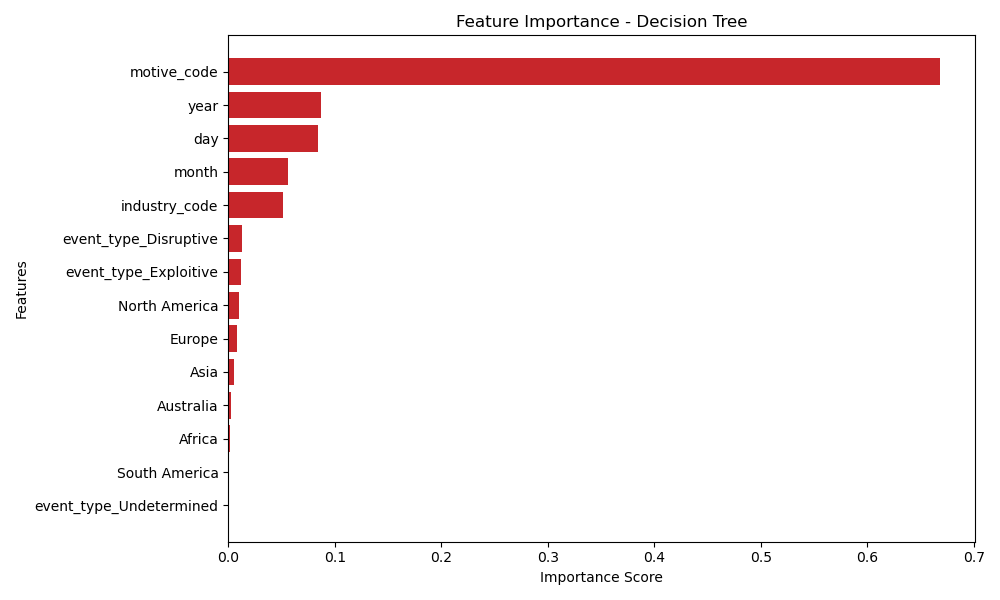 Feature Importance - Decision Tree
motive_code
year
day
month
industry_code
event_type_Disruptive
event_type_Exploitive
North America
Europe
Asia
Australia
Africa
South America
event_type_Undetermined
Features
0.0 0.1 0.2 0.3 0.4 0.5 0.6 0.7
Importance Score